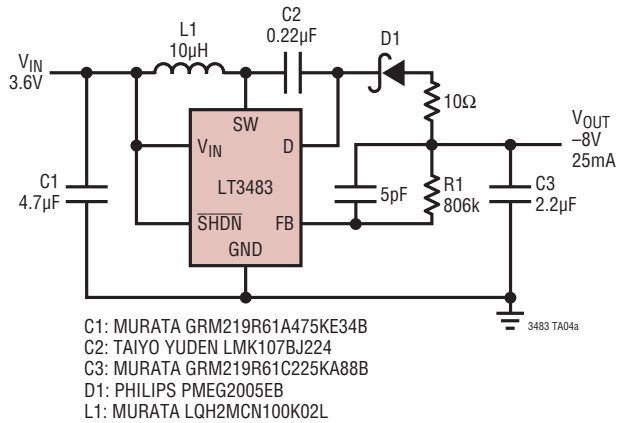 L1
10µH
C2
0.22µF
D1
VIN
3.6V
10Ω
VOUT
–8V
25mA
SW
VIN
D
C1
4.7µF
LT3483
5pF
R1
806k
C3
2.2µF
SHDN
FB
GND
3483 TA04a
C1: MURATA GRM219R61A475KE34B
C2: TAIYO YUDEN LMK107BJ224
C3: MURATA GRM219R61C225KA88B
D1: PHILIPS PMEG2005EB
L1: MURATA LQH2MCN100K02L